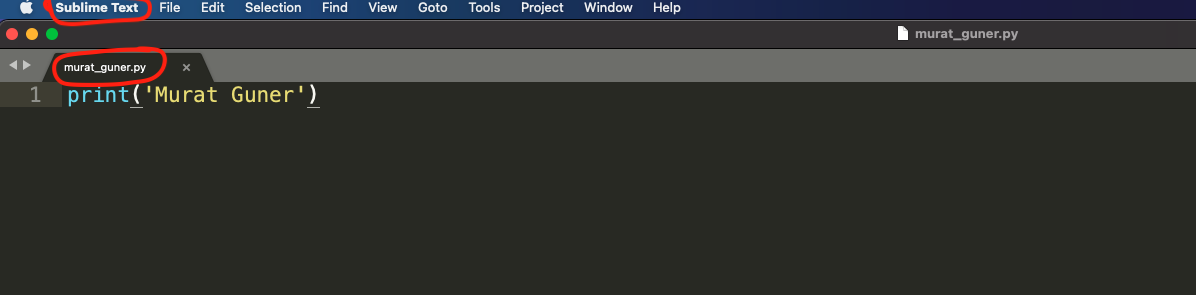 Sublime Text File Edit Selection Find View Goto Tools Project Window Help
murat_guner.py
murat_guner.py
1 print('Murat Guner')